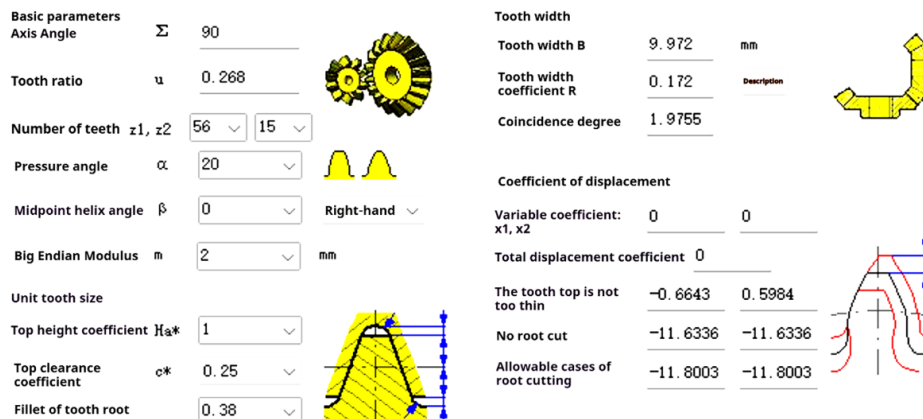 Basic parameters
Axis Angle Σ 90
Tooth ratio u 0.268
Number of teeth z1, z2 56 15
Pressure angle α 20
Midpoint helix angle β 0 Right-hand
Big Endian Modulus m 2 mm
Unit tooth size
Top height coefficient Ha* 1
Top clearance
coefficient c* 0.25
Fillet of tooth root 0.38
Tooth width
Tooth width B 9.972 mm
Tooth width
coefficient R 0.172 Description
Coincidence degree 1.9755
Coefficient of displacement
Variable coefficient:
x1, x2 0 0
Total displacement coefficient 0
The tooth top is not
too thin -0.6643 0.5984
No root cut -11.6336 -11.6336
Allowable cases of
root cutting -11.8003 -11.8003